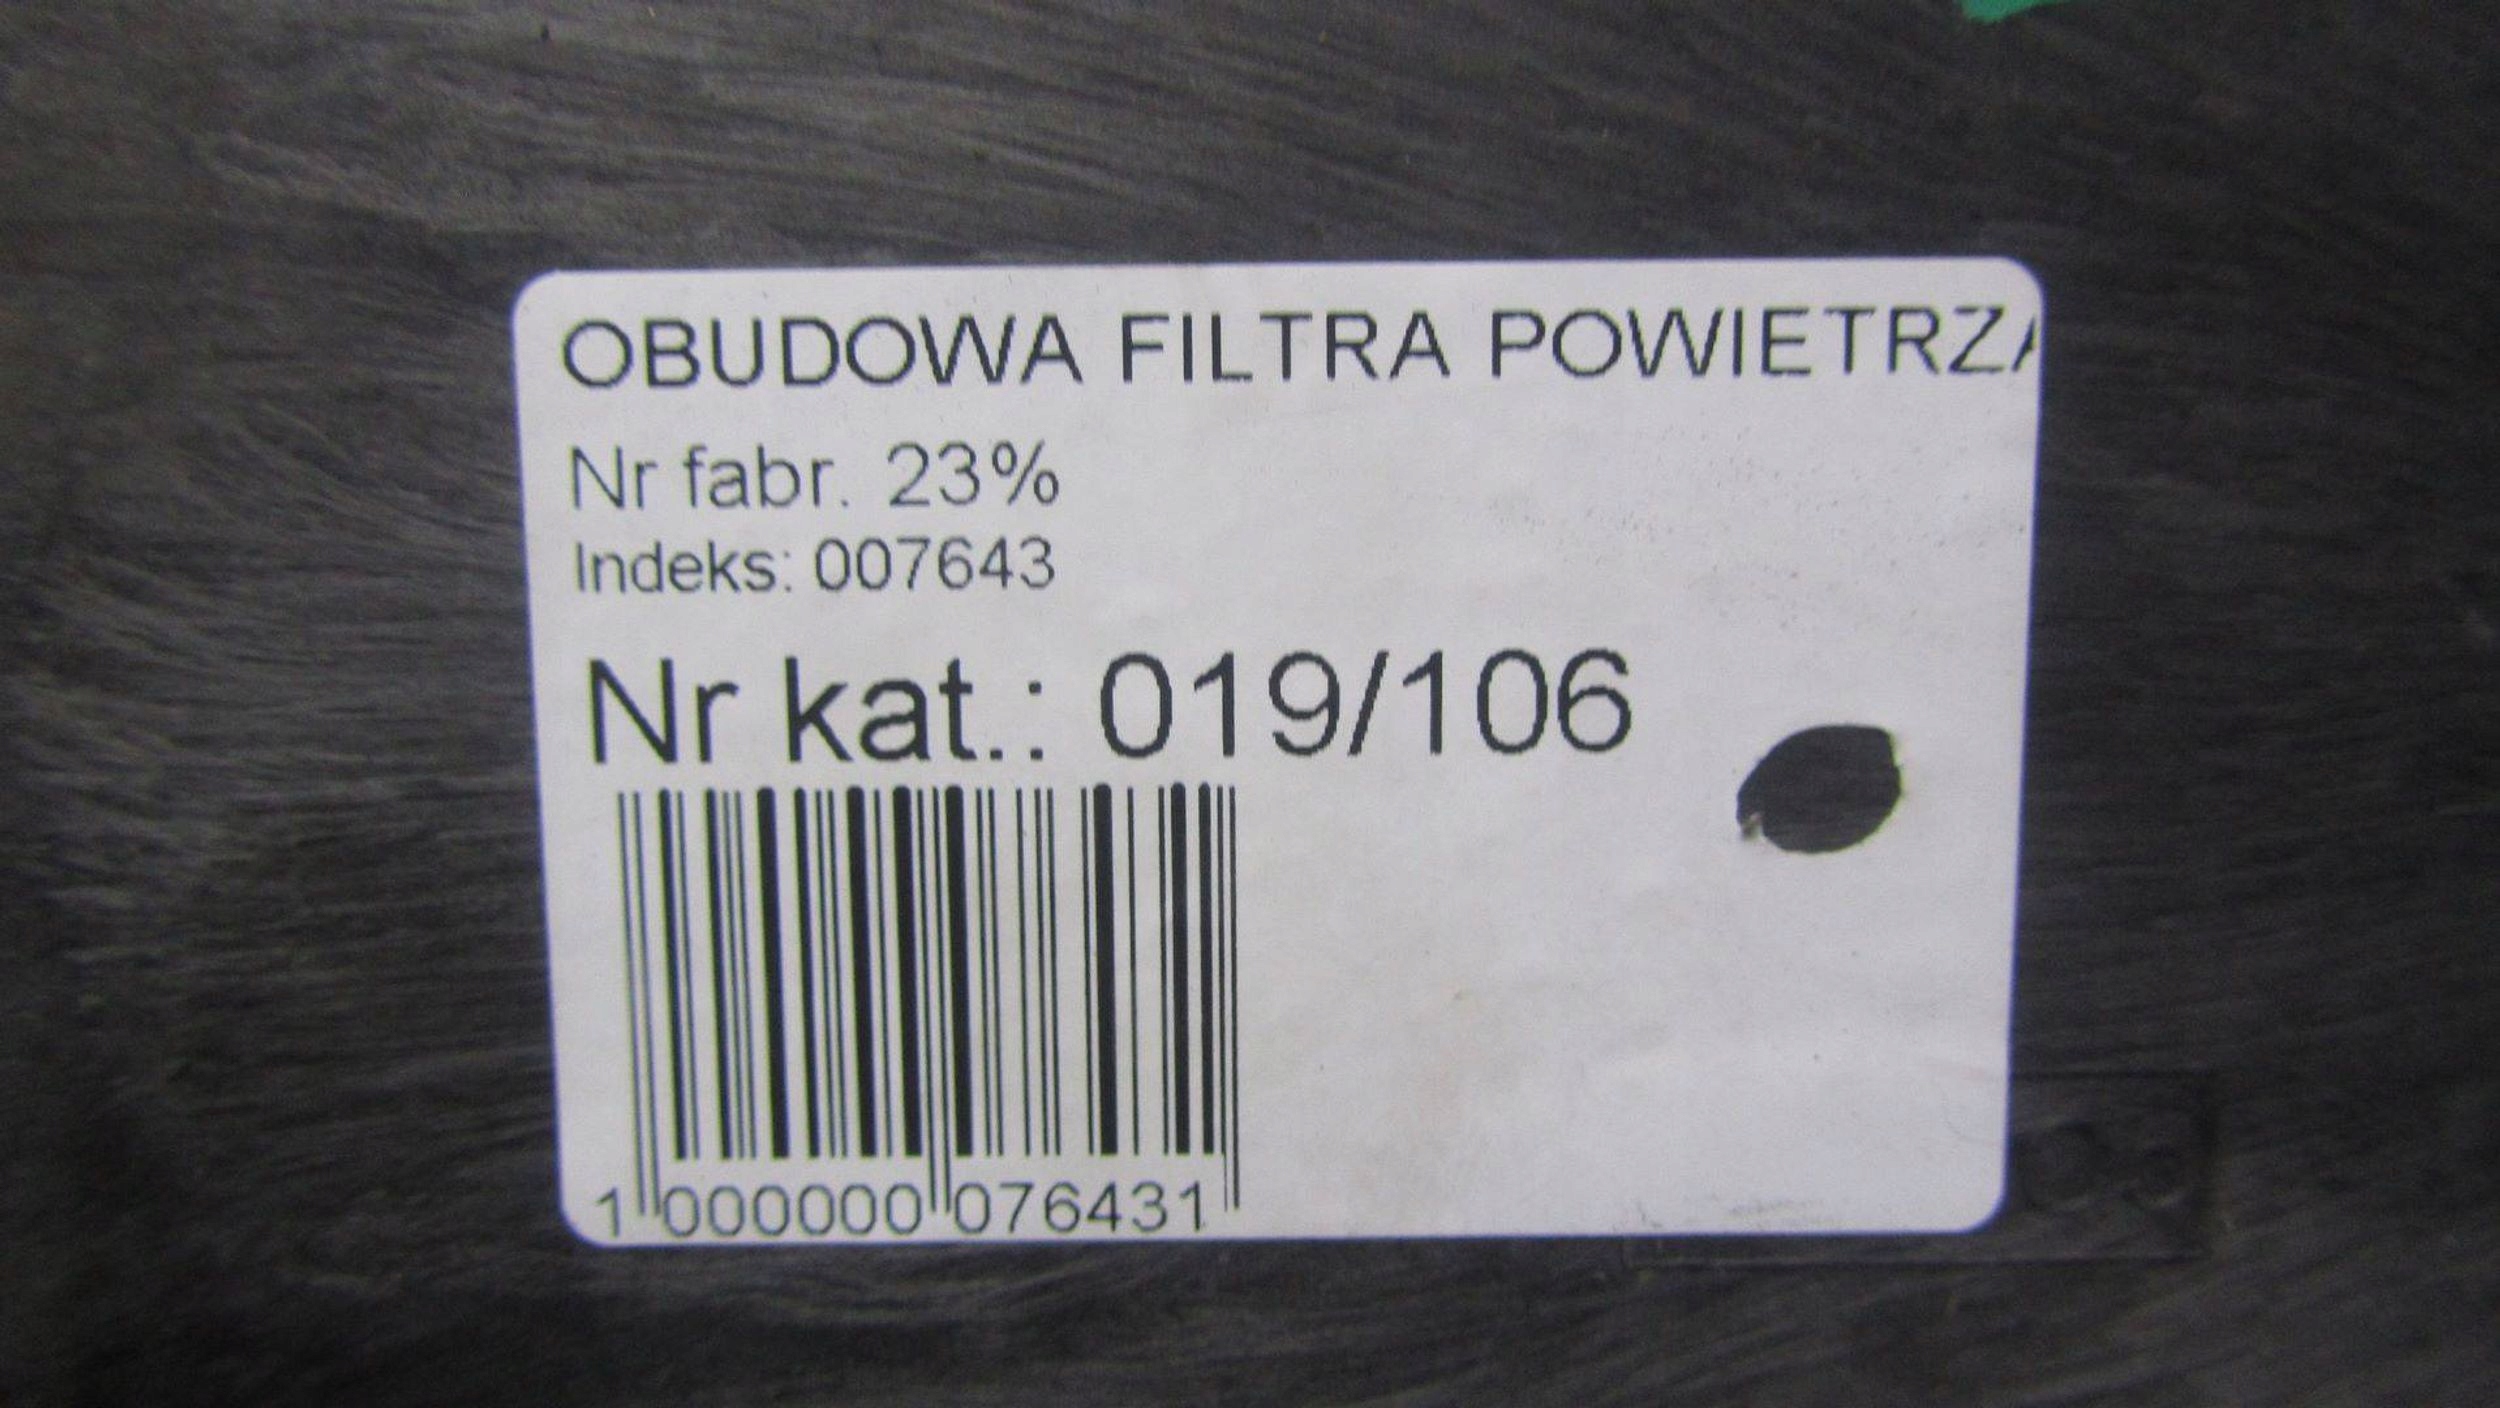 OBUDOWA FILTRA POWIETRZA
Nr fabr. 23%
Indeks: 007643
Nr kat.: 019/106
1 000000 076431